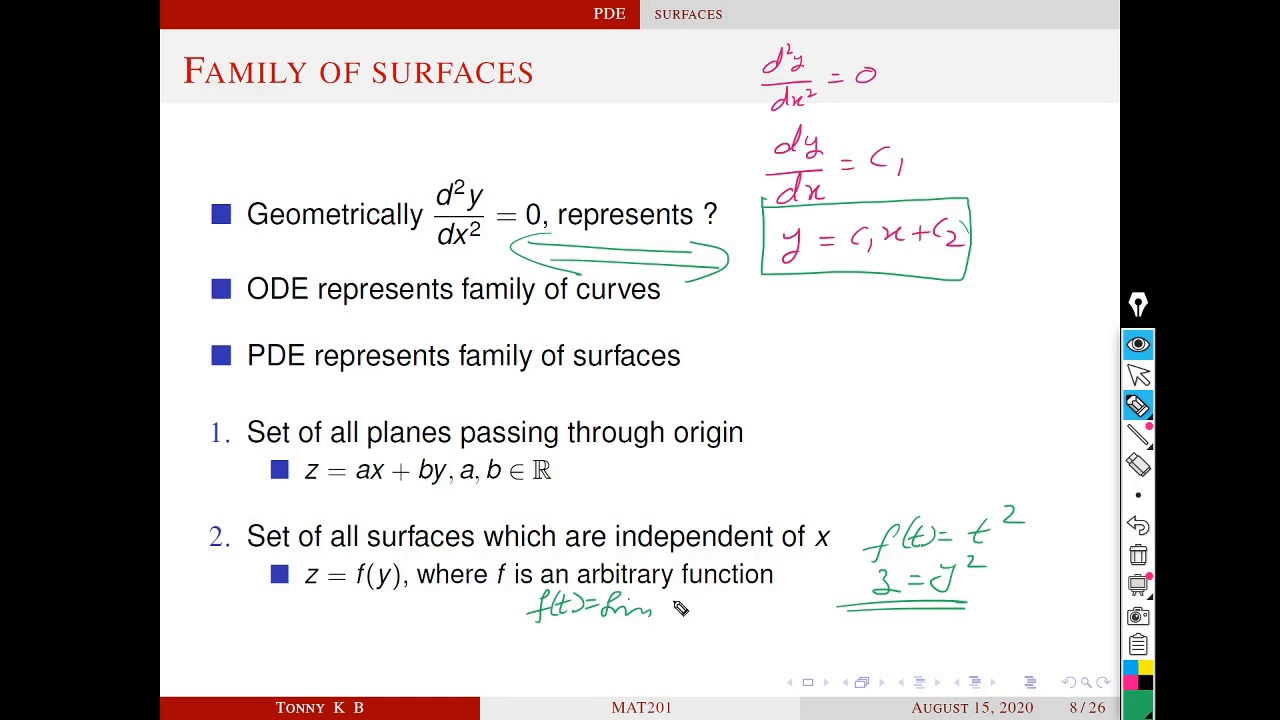 PDE SURFACES
FAMILY OF SURFACES
d²y/dx² = 0
dy/dx = C₁
y = C₁x + C₂
Geometrically d²y/dx² = 0, represents ?
ODE represents family of curves
PDE represents family of surfaces
1. Set of all planes passing through origin
z = ax + by, a, b ∈ ℝ
2. Set of all surfaces which are independent of x
z = f(y), where f is an arbitrary function
f(t) = t²
z = y²
f(t) = sin
TONNY K B MAT201 AUGUST 15, 2020 8 / 26